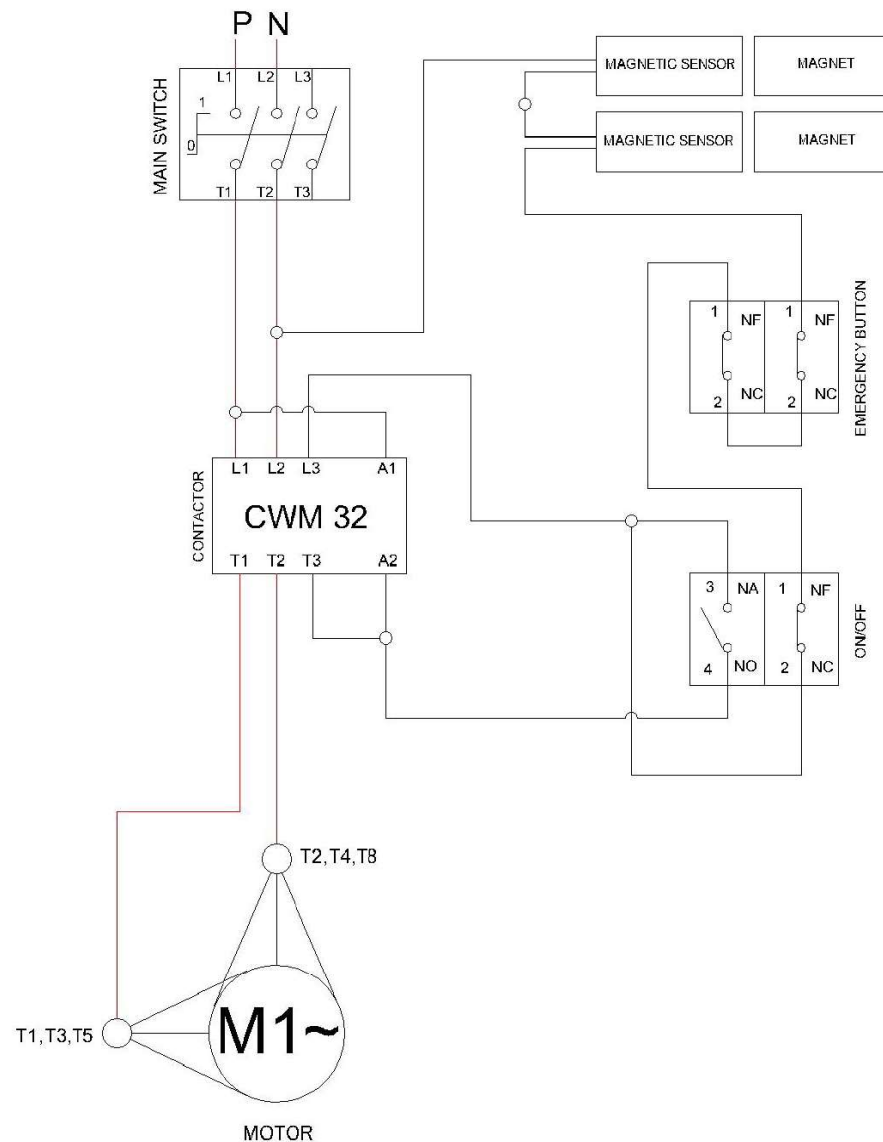 P N
L1 L2 L3
1
0
MAIN SWITCH
T1 T2 T3
MAGNETIC SENSOR MAGNET
MAGNETIC SENSOR MAGNET
1 NF 1 NF
2 NC 2 NC
EMERGENCY BUTTON
L1 L2 L3 A1
CONTACTOR
CWM 32
T1 T2 T3 A2
3 NA 1 NF
4 NO 2 NC
ON/OFF
T2,T4,T8
T1,T3,T5
M1~
MOTOR